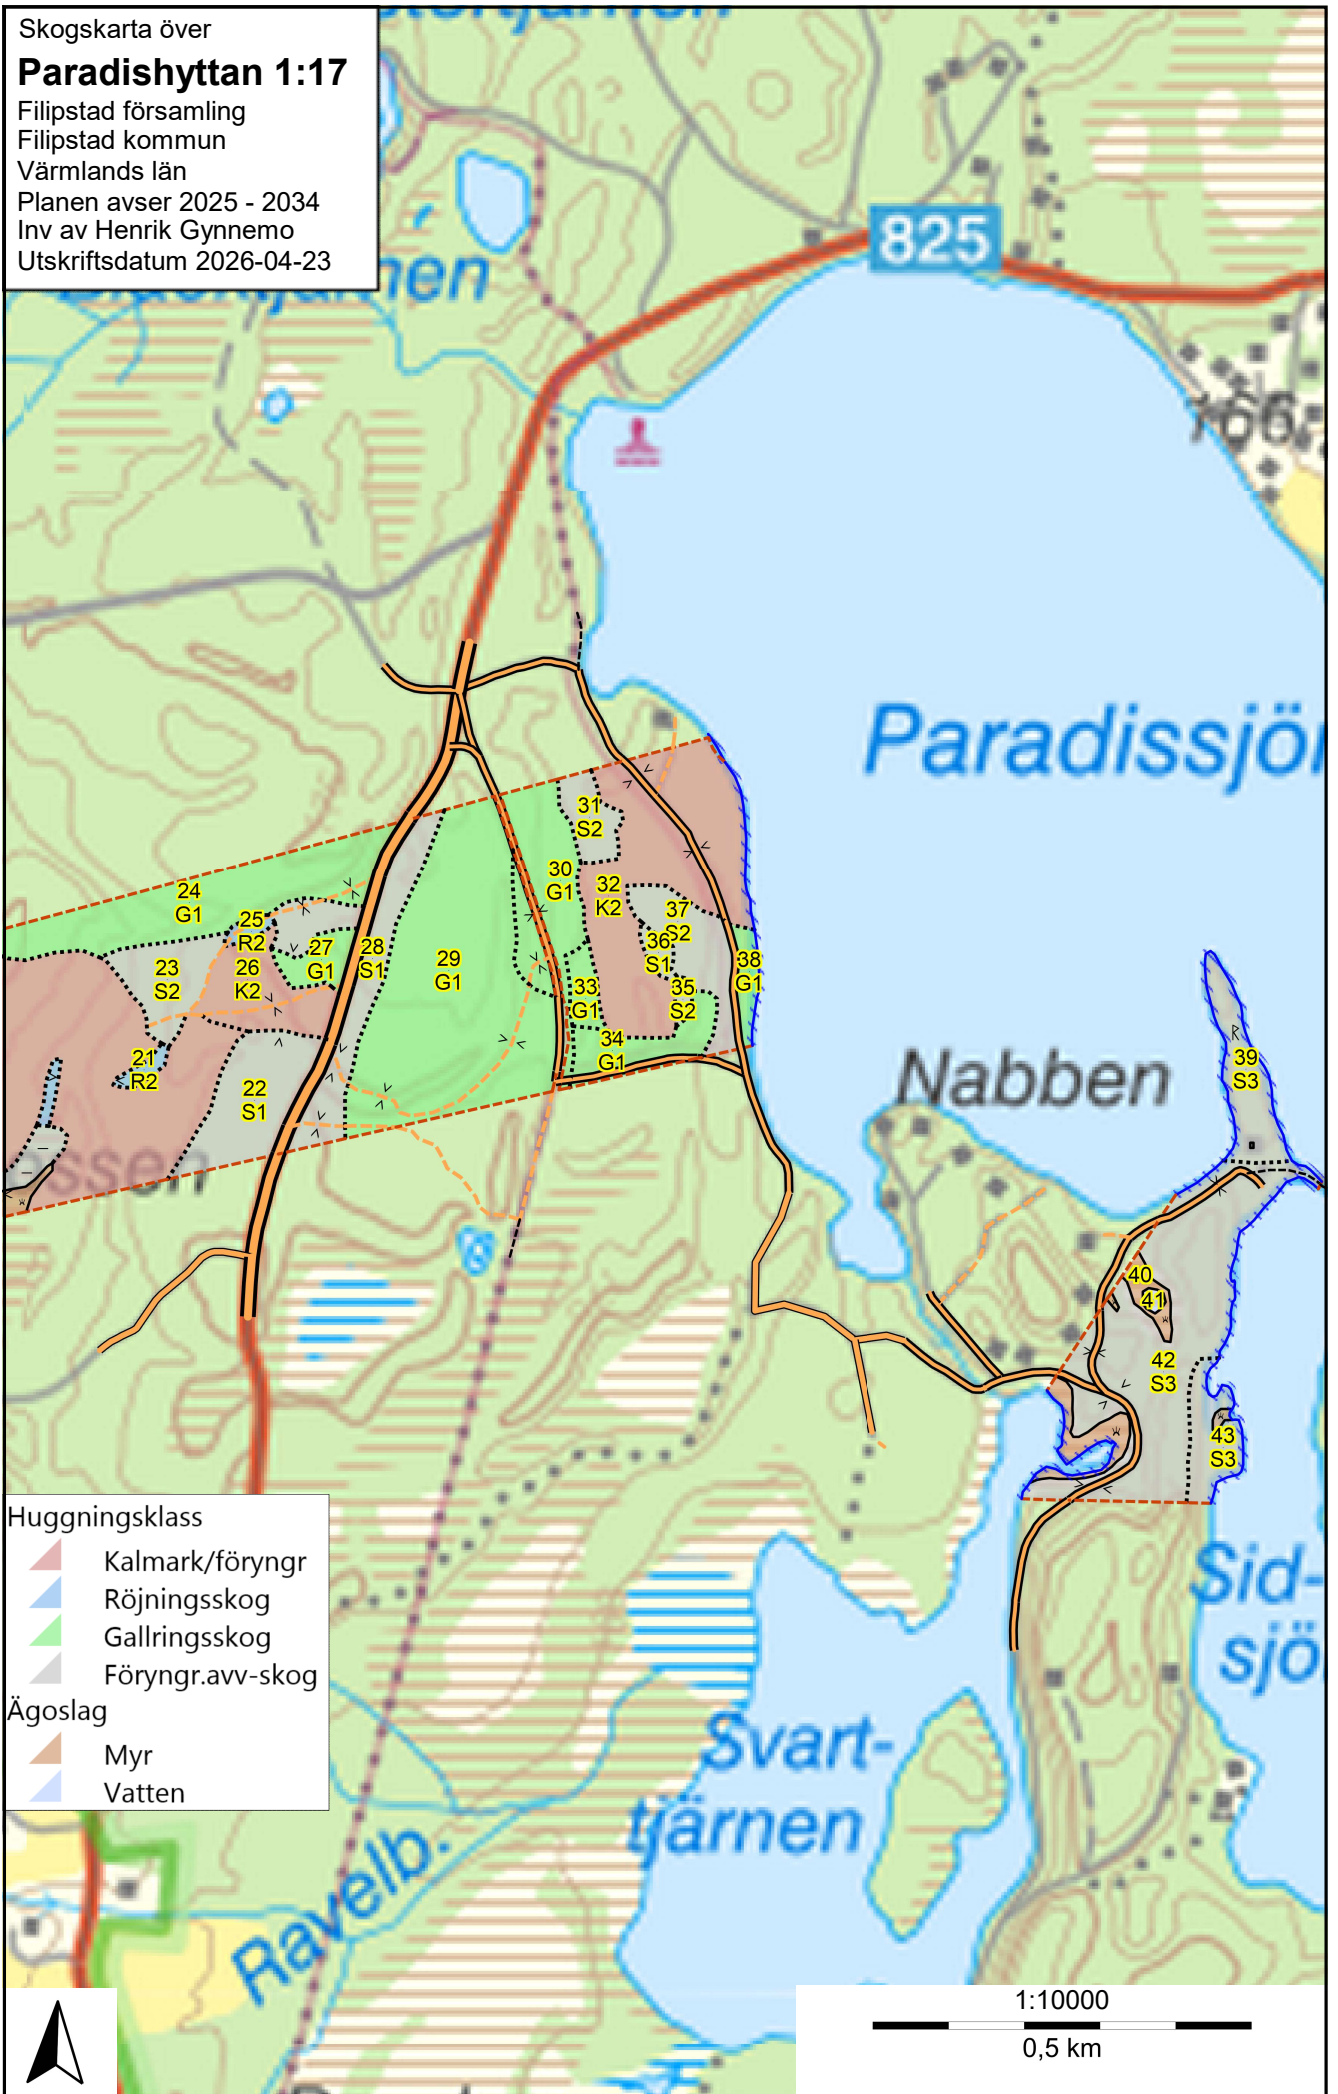 Skogskarta över
Paradishyttan 1:17
Filipstad församling
Filipstad kommun
Värmlands län
Planen avser 2025 - 2034
Inv av Henrik Gynnemo
Utskriftsdatum 2026-04-23
825
166
Paradissjön
31
S2
24
G1
30
G1
32
K2
25
R2
37
S2
27
G1
28
S1
36
S1
23
S2
26
K2
29
G1
38
G1
33
G1
35
S2
34
G1
21
R2
22
S1
Nabben
39
S3
40
41
42
S3
43
S3
Huggningsklass
Kalmark/föryngr
Röjningsskog
Gallringsskog
Föryngr.avv-skog
Ägoslag
Myr
Vatten
Sid-
sjö
Svart-
tjärnen
Ravelb.
1:10000
0,5 km